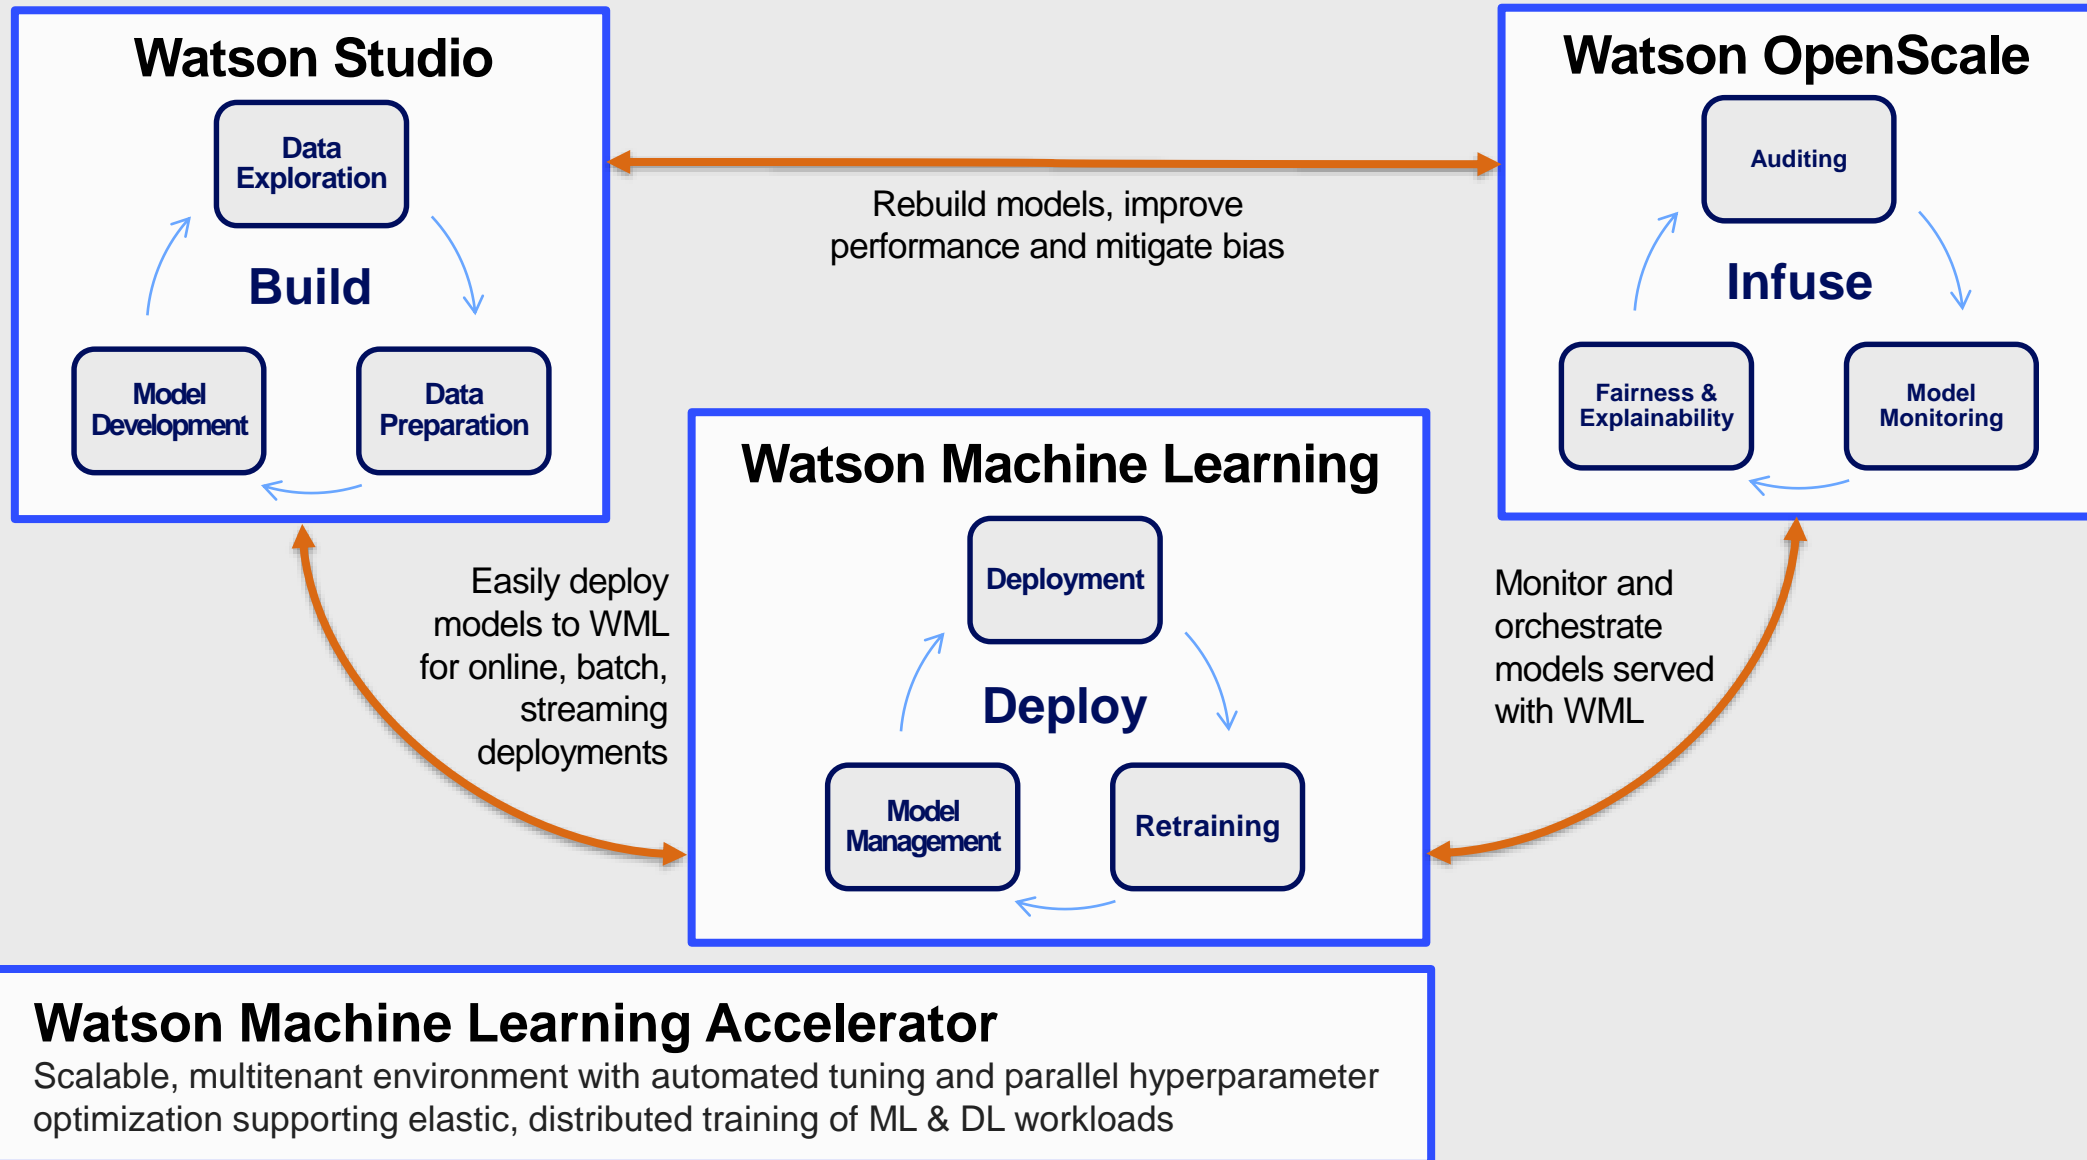 Watson Studio
Data
Exploration
Build
Model
Development
Data
Preparation
Rebuild models, improve
performance and mitigate bias
Watson OpenScale
Auditing
Infuse
Fairness &
Explainability
Model
Monitoring
Easily deploy
models to WML
for online, batch,
streaming
deployments
Watson Machine Learning
Deployment
Deploy
Model
Management
Retraining
Monitor and
orchestrate
models served
with WML
Watson Machine Learning Accelerator
Scalable, multitenant environment with automated tuning and parallel hyperparameter
optimization supporting elastic, distributed training of ML & DL workloads